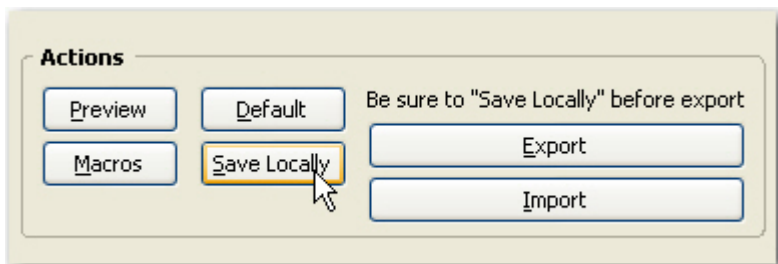 Actions
Preview
Default
Be sure to "Save Locally" before export
Macros
Save Locally
Export
Import